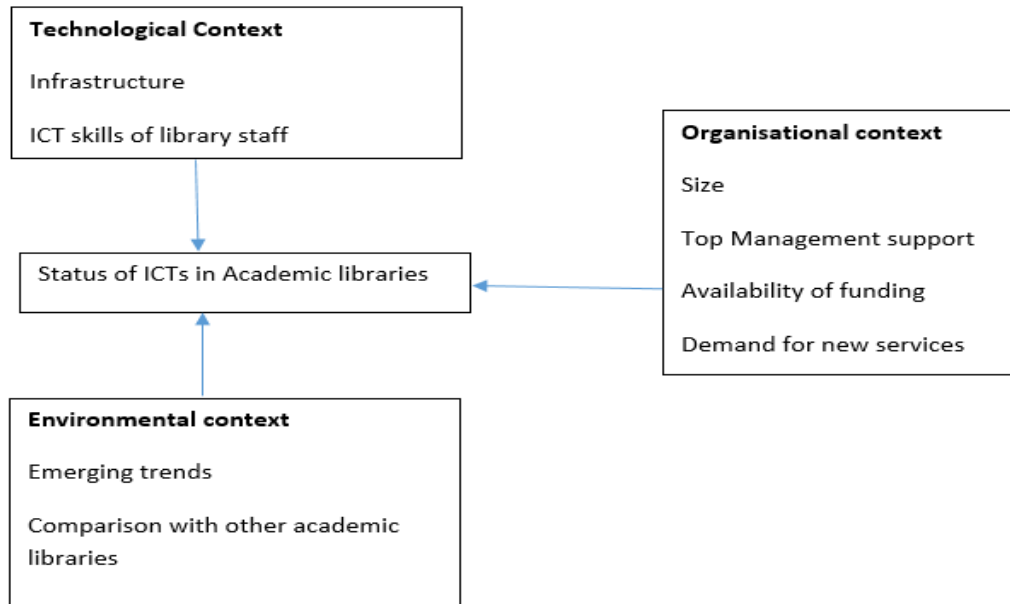 Technological Context
Infrastructure
ICT skills of library staff
Organisational context
Size
Top Management support
Availability of funding
Demand for new services
Status of ICTs in Academic libraries
Environmental context
Emerging trends
Comparison with other academic
libraries